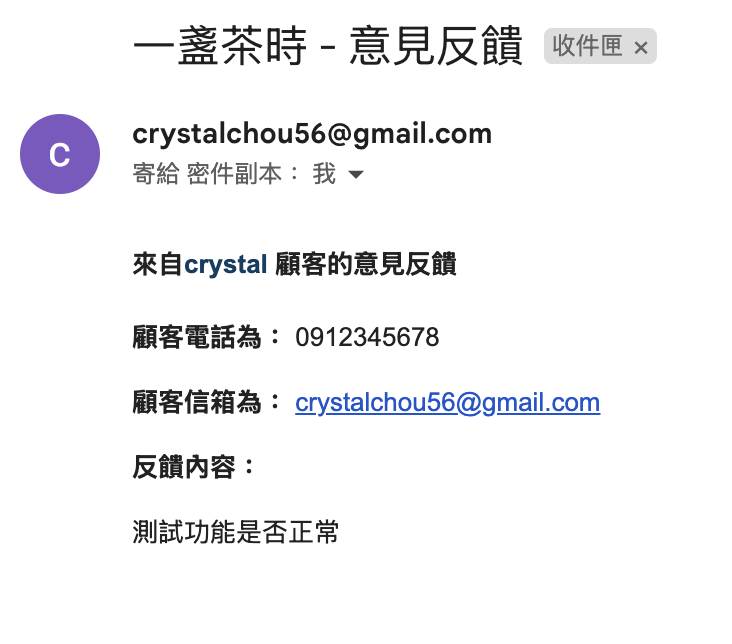 一盞茶時 - 意見反饋 收件匣 ×
C
crystalchou56@gmail.com
寄給 密件副本： 我
來自crystal 顧客的意見反饋
顧客電話為： 0912345678
顧客信箱為： crystalchou56@gmail.com
反饋內容：
測試功能是否正常